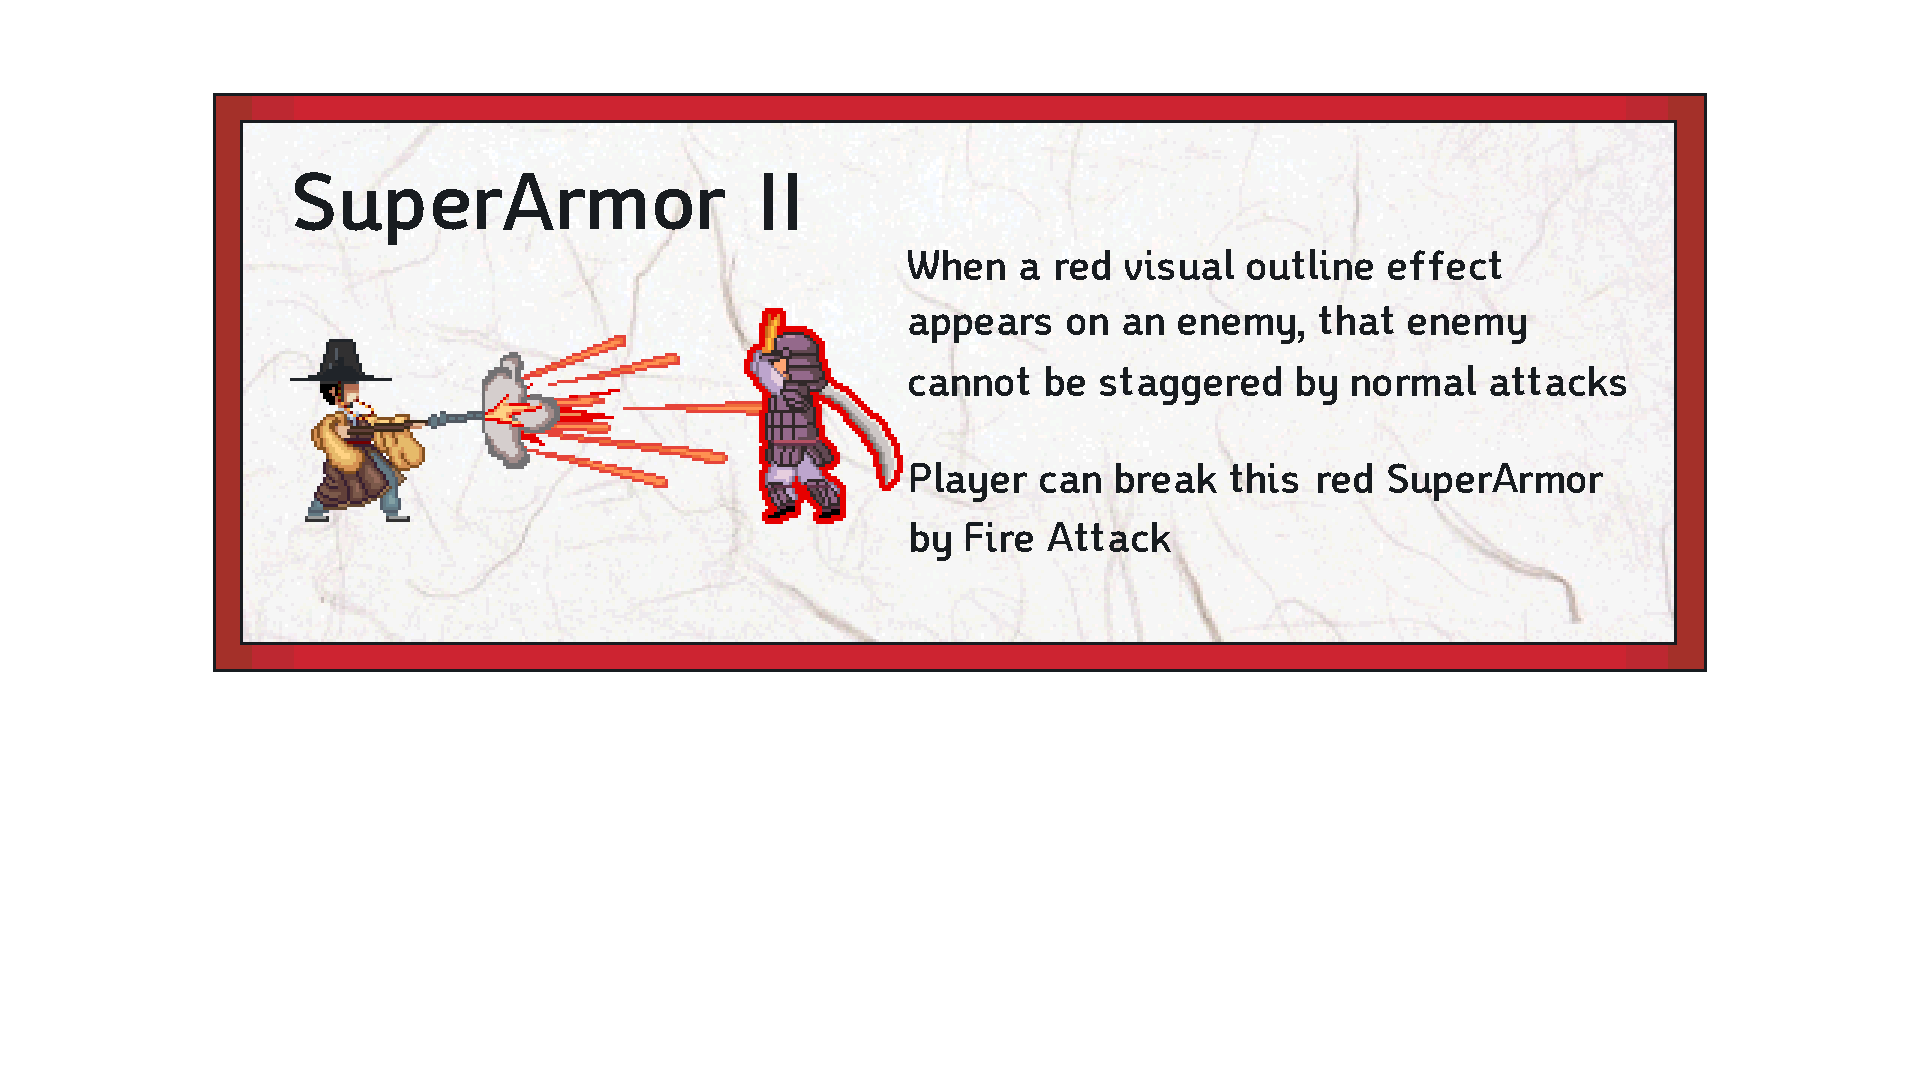 SuperArmor II
When a red visual outline effect
appears on an enemy, that enemy
cannot be staggered by normal attacks
Player can break this red SuperArmor
by Fire Attack